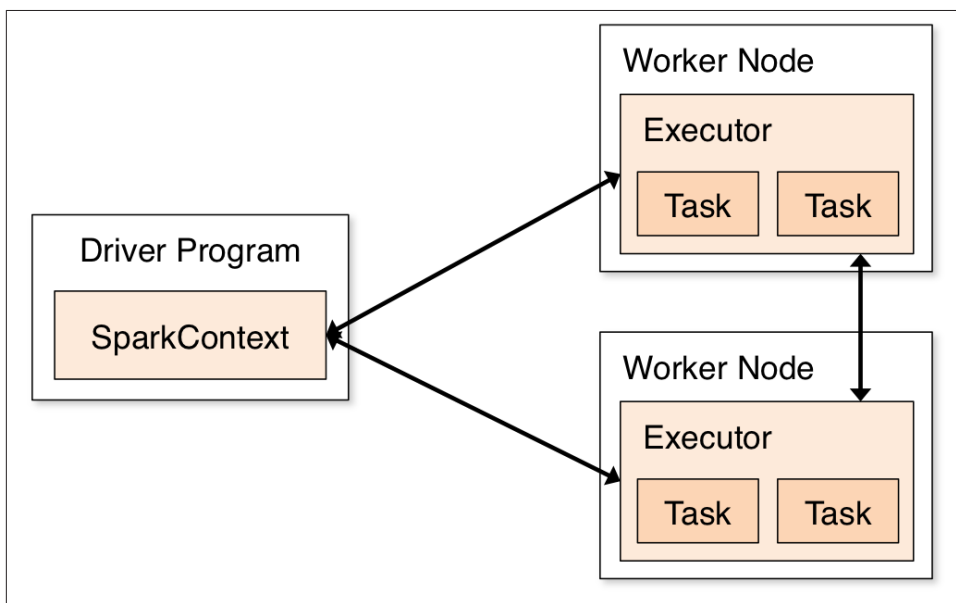 Driver Program
SparkContext
Worker Node
Executor
Task Task
Worker Node
Executor
Task Task